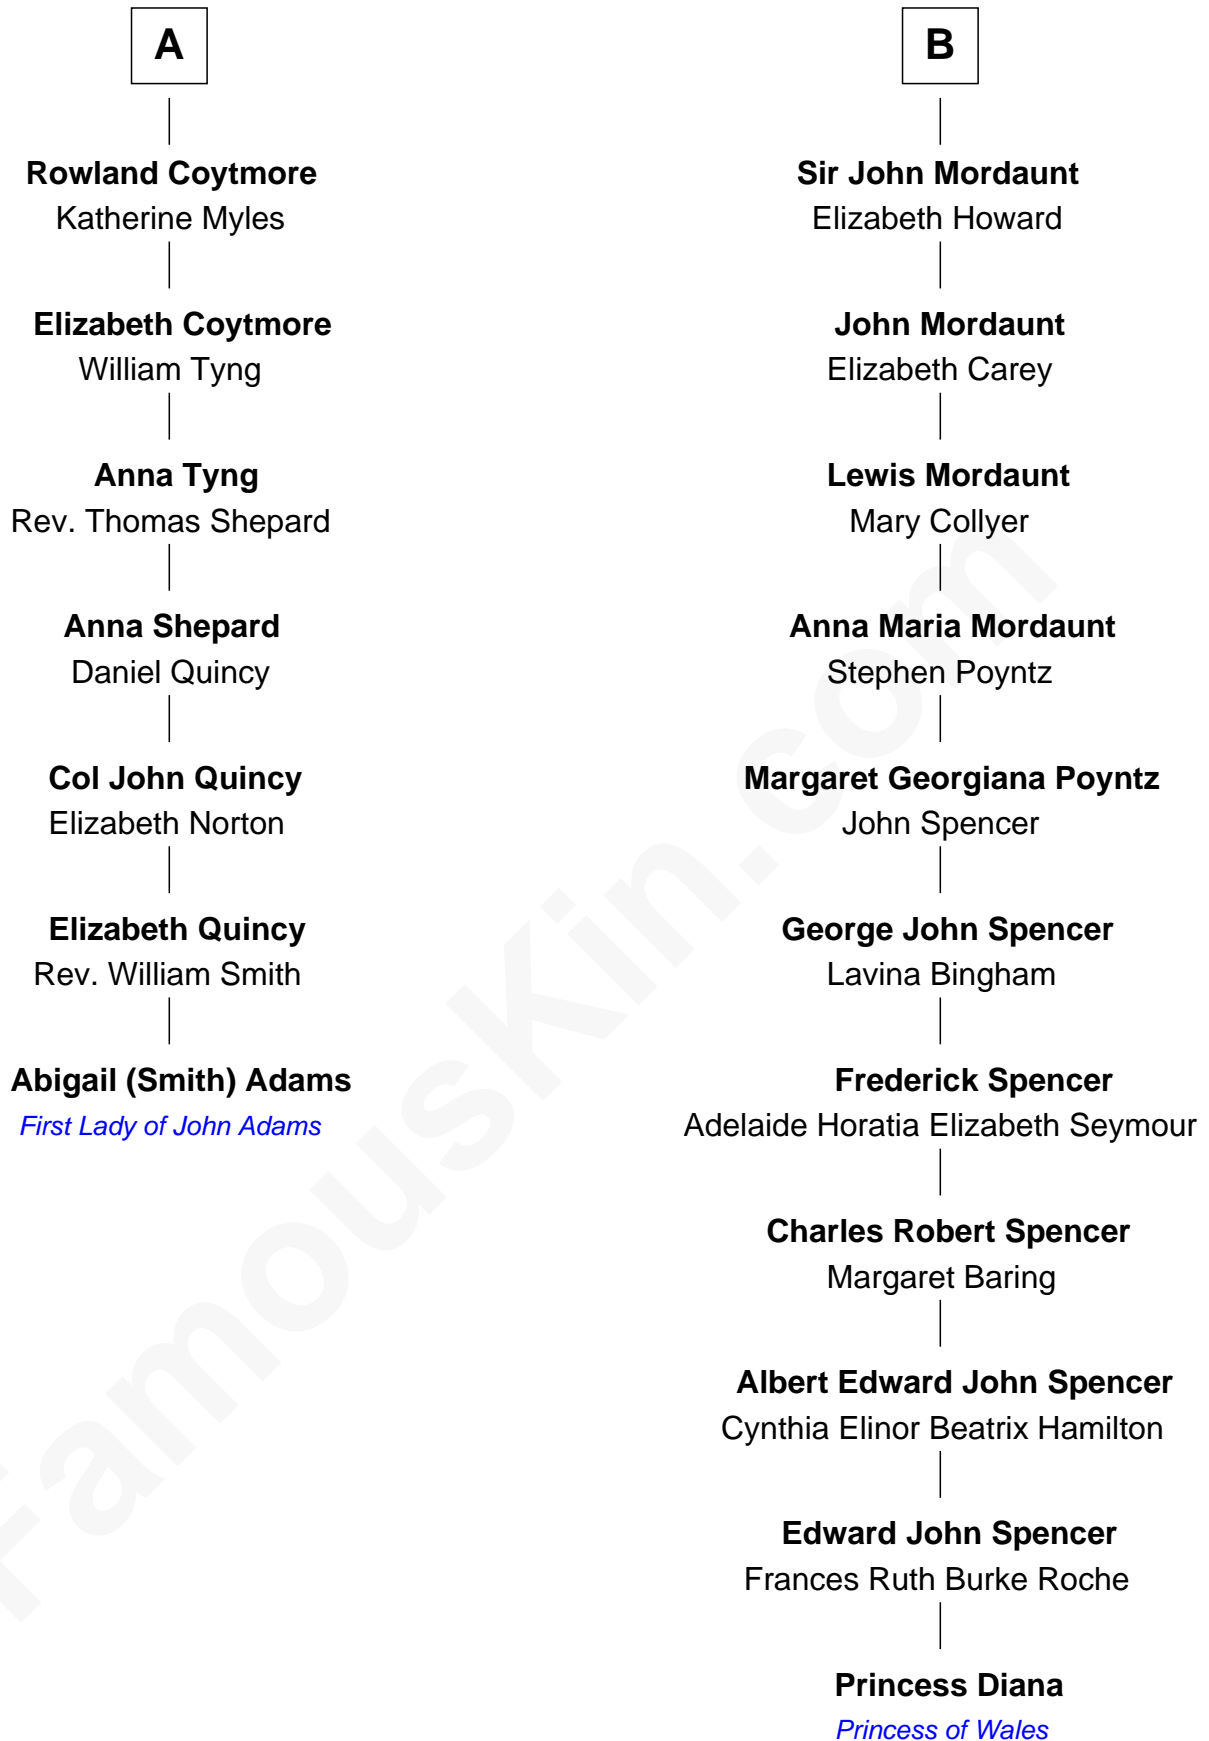 A
Rowland Coytmore
Katherine Myles
Elizabeth Coytmore
William Tyng
Anna Tyng
Rev. Thomas Shepard
Anna Shepard
Daniel Quincy
Col John Quincy
Elizabeth Norton
Elizabeth Quincy
Rev. William Smith
Abigail (Smith) Adams
First Lady of John Adams
B
Sir John Mordaunt
Elizabeth Howard
John Mordaunt
Elizabeth Carey
Lewis Mordaunt
Mary Collyer
Anna Maria Mordaunt
Stephen Poyntz
Margaret Georgiana Poyntz
John Spencer
George John Spencer
Lavina Bingham
Frederick Spencer
Adelaide Horatia Elizabeth Seymour
Charles Robert Spencer
Margaret Baring
Albert Edward John Spencer
Cynthia Elinor Beatrix Hamilton
Edward John Spencer
Frances Ruth Burke Roche
Princess Diana
Princess of Wales
FamousKin.com